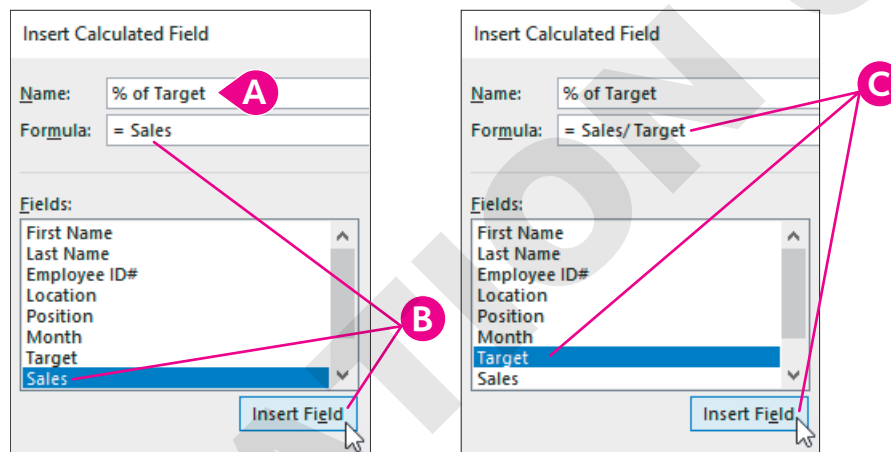 Insert Calculated Field
Name: % of Target A
Formula: = Sales
Fields:
First Name
Last Name
Employee ID#
Location
Position
Month
Target
Sales
Insert Field
B
Insert Calculated Field
Name: % of Target
Formula: = Sales/ Target
C
Fields:
First Name
Last Name
Employee ID#
Location
Position
Month
Target
Sales
Insert Field